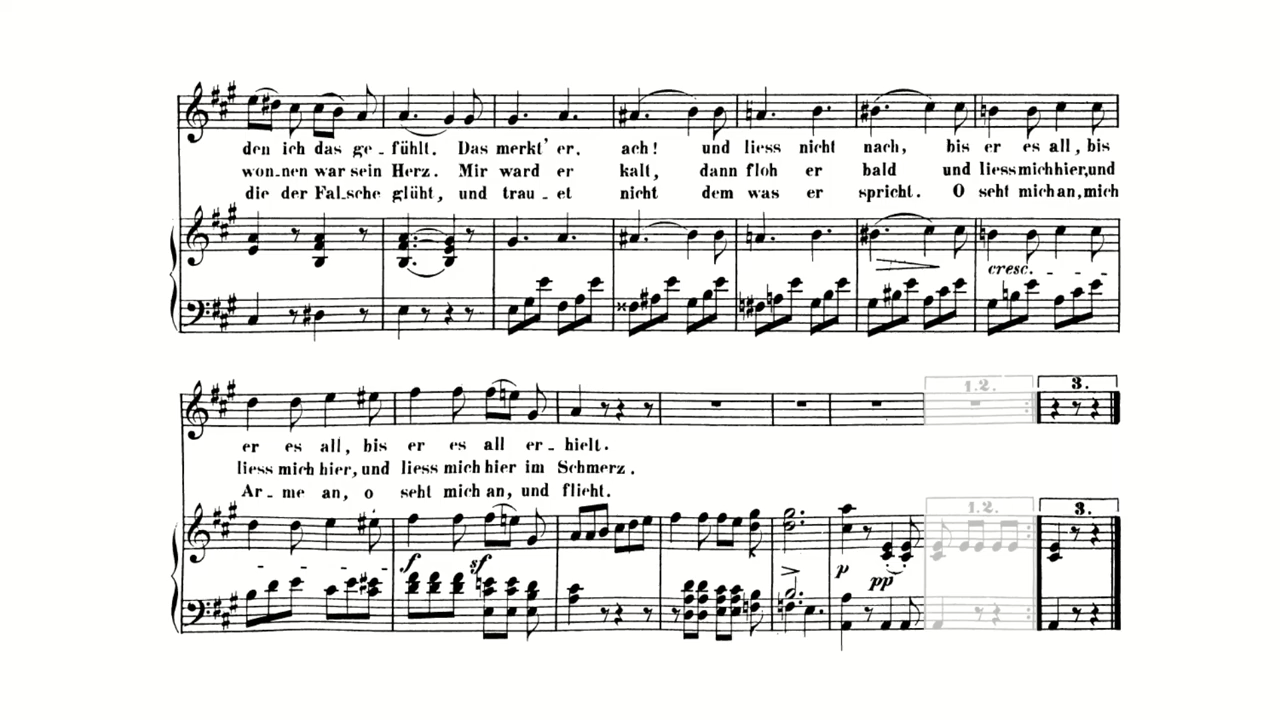 den ich das ge-fühlt. Das merkt' er, ach! und liess nicht nach, bis er es all, bis
won-nen war sein Herz. Mir ward er kalt, dann floh er bald und liess mich hier, und
die der Fal-sche glüht, und trau-et nicht dem was er spricht. O seht mich an, mich
cresc.
1.2. 3.
er es all, bis er es all er-hielt.
liess mich hier, und liess mich hier im Schmerz.
Ar-me an, o seht mich an, und flieht.
1.2. 3.
f sf p pp